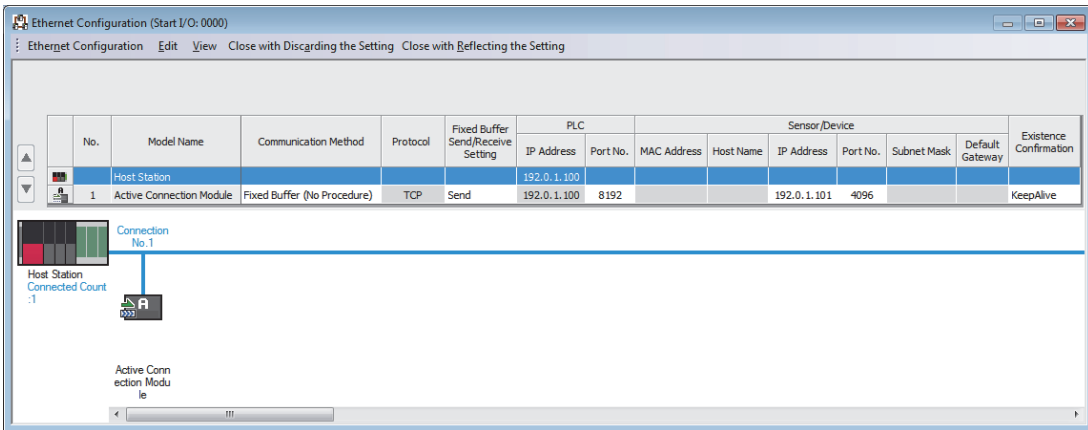 Ethernet Configuration (Start I/O: 0000)
Ethernet Configuration Edit View Close with Discarding the Setting Close with Reflecting the Setting
No. Model Name Communication Method Protocol Fixed Buffer Send/Receive Setting PLC Sensor/Device Existence Confirmation
IP Address Port No. MAC Address Host Name IP Address Port No. Subnet Mask Default Gateway
Host Station 192.0.1.100
1 Active Connection Module Fixed Buffer (No Procedure) TCP Send 192.0.1.100 8192 192.0.1.101 4096 KeepAlive
Connection
No.1
Host Station
Connected Count
:1
A
Active Conn
ection Modu
le